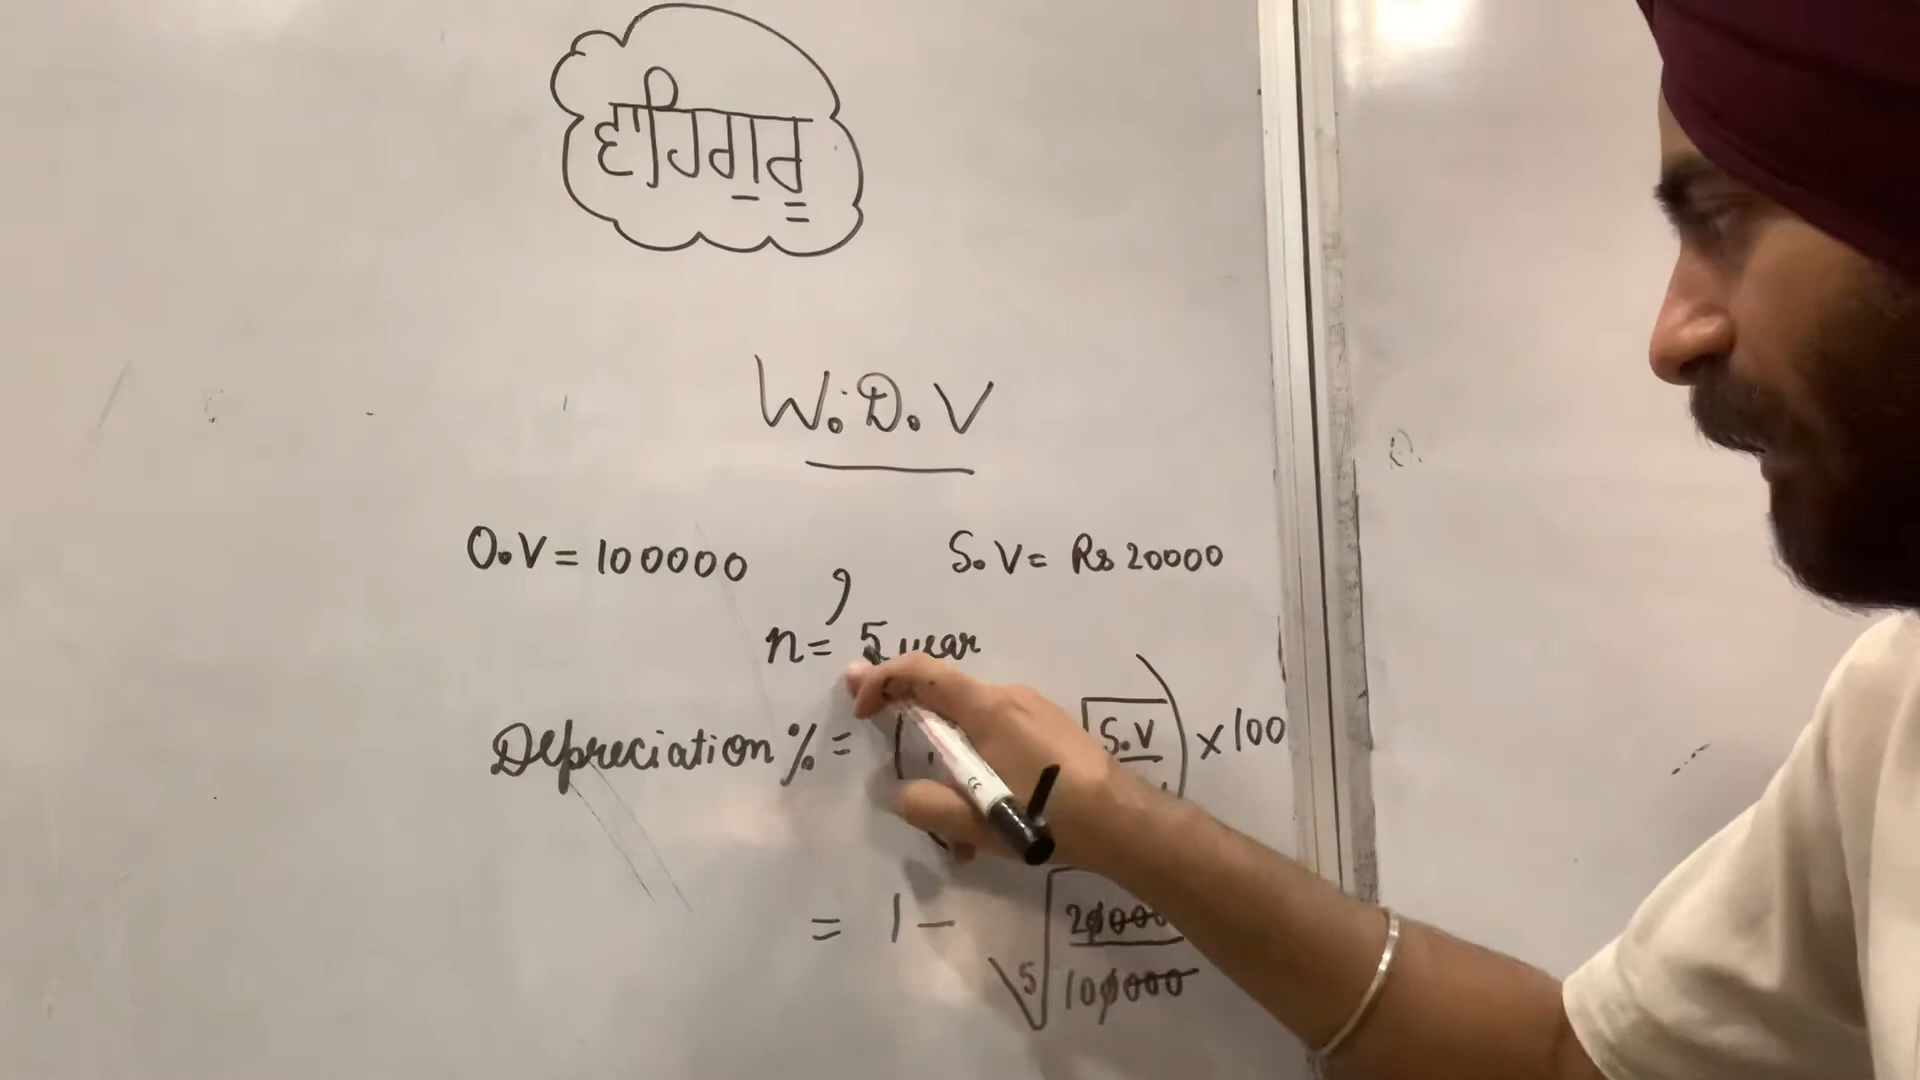 ਵਾਹਿਗੁਰੂ
W.D.V
O.V = 100000 , S.V = Rs 20000
n = 5 year
Depreciation % = ( √ S.V ) × 100
= 1 - 5√ 20000
100000